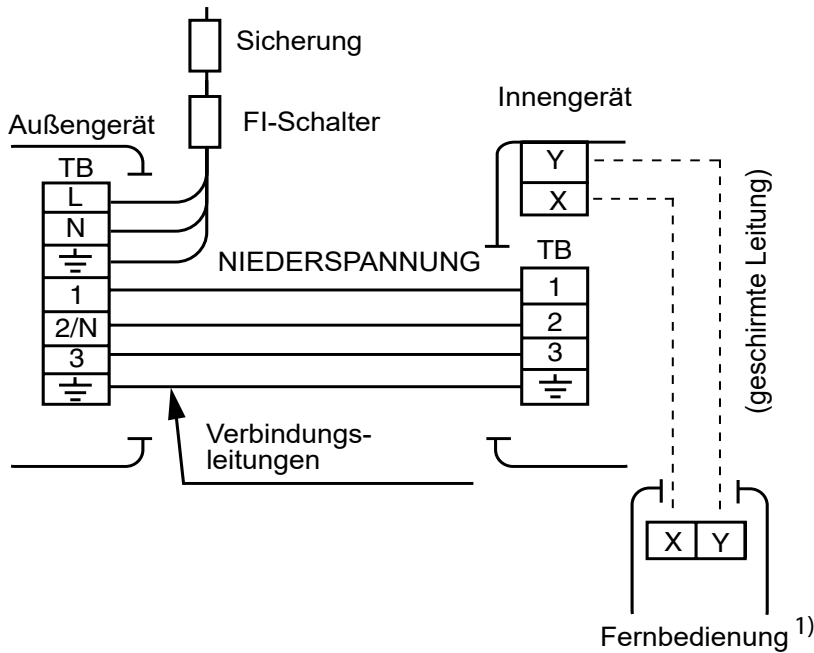 Sicherung
FI-Schalter
Außengerät
TB
L
N
1
2/N
3
NIEDERSPANNUNG
Verbindungs-
leitungen
Innengerät
Y
X
TB
1
2
3
(geschirmte Leitung)
X Y
Fernbedienung 1)